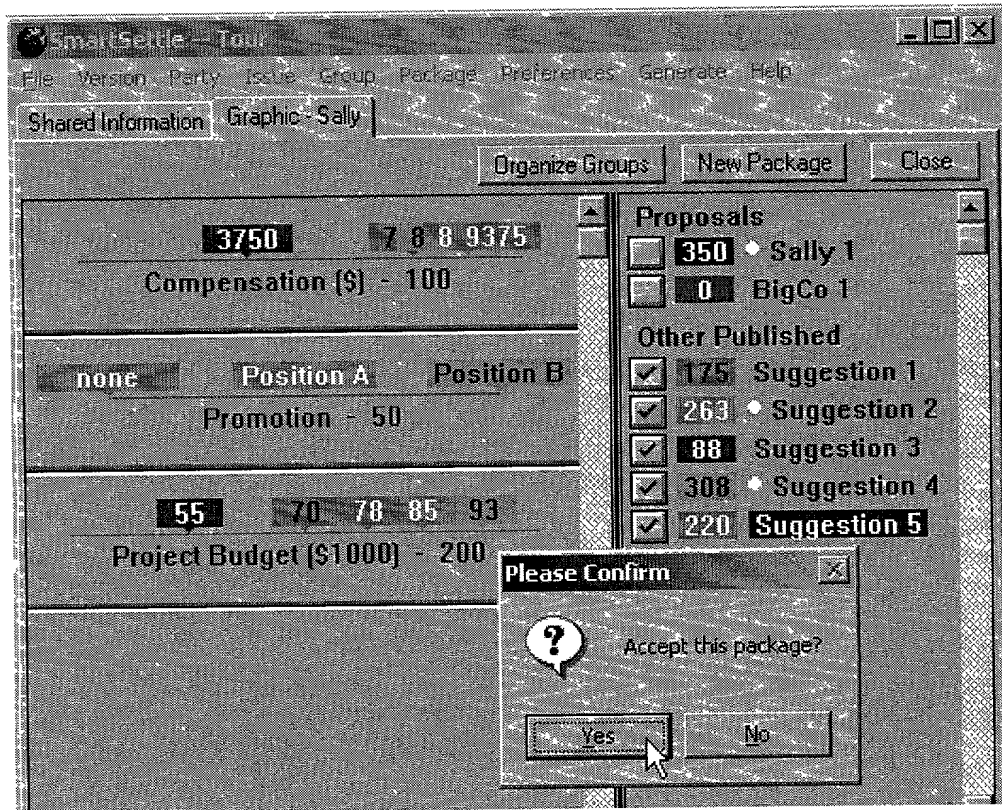 SmartSettle — Tour
File Version Party Issue Group Package Preferences Generate Help
Shared Information Graphic - Sally
Organize Groups New Package Close
3750 7 8 8 9375
Compensation ($) - 100
none Position A Position B
Promotion - 50
55 70 78 85 93
Project Budget ($1000) - 200
Proposals
350 Sally 1
0 BigCo 1
Other Published
175 Suggestion 1
263 Suggestion 2
88 Suggestion 3
308 Suggestion 4
220 Suggestion 5
Please Confirm
? Accept this package?
Yes No